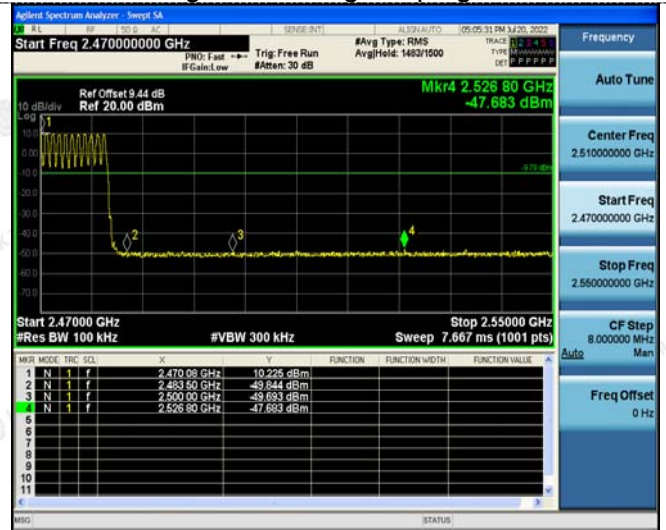 Agilent Spectrum Analyzer - Swept SA
RL RF 50 Ω AC SENSE:INT ALIGN AUTO 05:05:31 PM Jul 20, 2022
Start Freq 2.470000000 GHz
PNO: Fast
IFGain:Low
Trig: Free Run
#Atten: 30 dB
#Avg Type: RMS
Avg|Hold: 1483/1500
TRACE 1 2 3 4 5 6
TYPE
DET P P P P P P
Frequency
Auto Tune
Ref Offset 9.44 dB
10 dB/div Ref 20.00 dBm
Log
Mkr4 2.526 80 GHz
-47.683 dBm
1
10.0
0.00
-10.0
-20.0
-30.0
-40.0
-50.0
-60.0
-70.0
2
3
4
Center Freq
2.510000000 GHz
Start Freq
2.470000000 GHz
Stop Freq
2.550000000 GHz
Start 2.47000 GHz Stop 2.55000 GHz
#Res BW 100 kHz #VBW 300 kHz Sweep 7.667 ms (1001 pts)
CF Step
8.000000 MHz
Auto Man
MKR MODE TRC SCL X Y FUNCTION FUNCTION WIDTH FUNCTION VALUE
1 N 1 f 2.470 08 GHz 10.225 dBm
2 N 1 f 2.483 50 GHz -49.844 dBm
3 N 1 f 2.500 00 GHz -49.693 dBm
4 N 1 f 2.526 80 GHz -47.683 dBm
5
6
7
8
9
10
11
Freq Offset
0 Hz
MSG STATUS